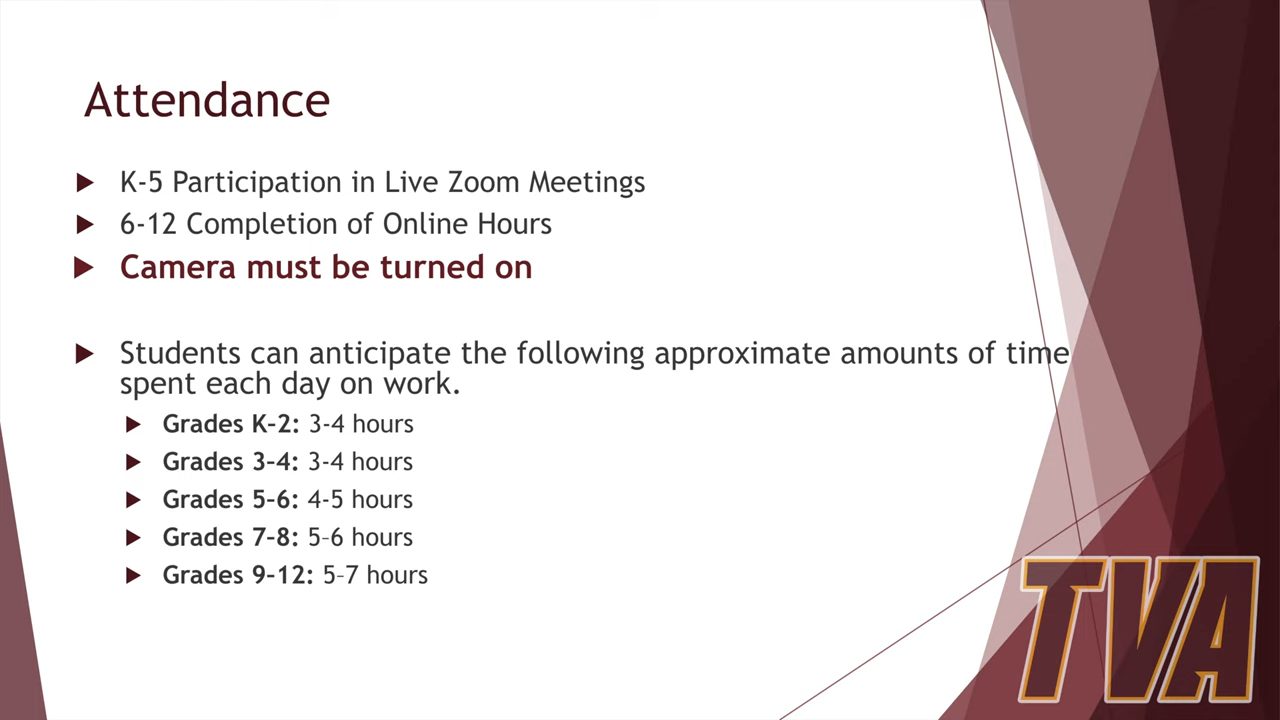 Attendance
K-5 Participation in Live Zoom Meetings
6-12 Completion of Online Hours
Camera must be turned on
Students can anticipate the following approximate amounts of time
spent each day on work.
Grades K–2: 3-4 hours
Grades 3–4: 3-4 hours
Grades 5–6: 4-5 hours
Grades 7–8: 5–6 hours
Grades 9–12: 5–7 hours
TVA